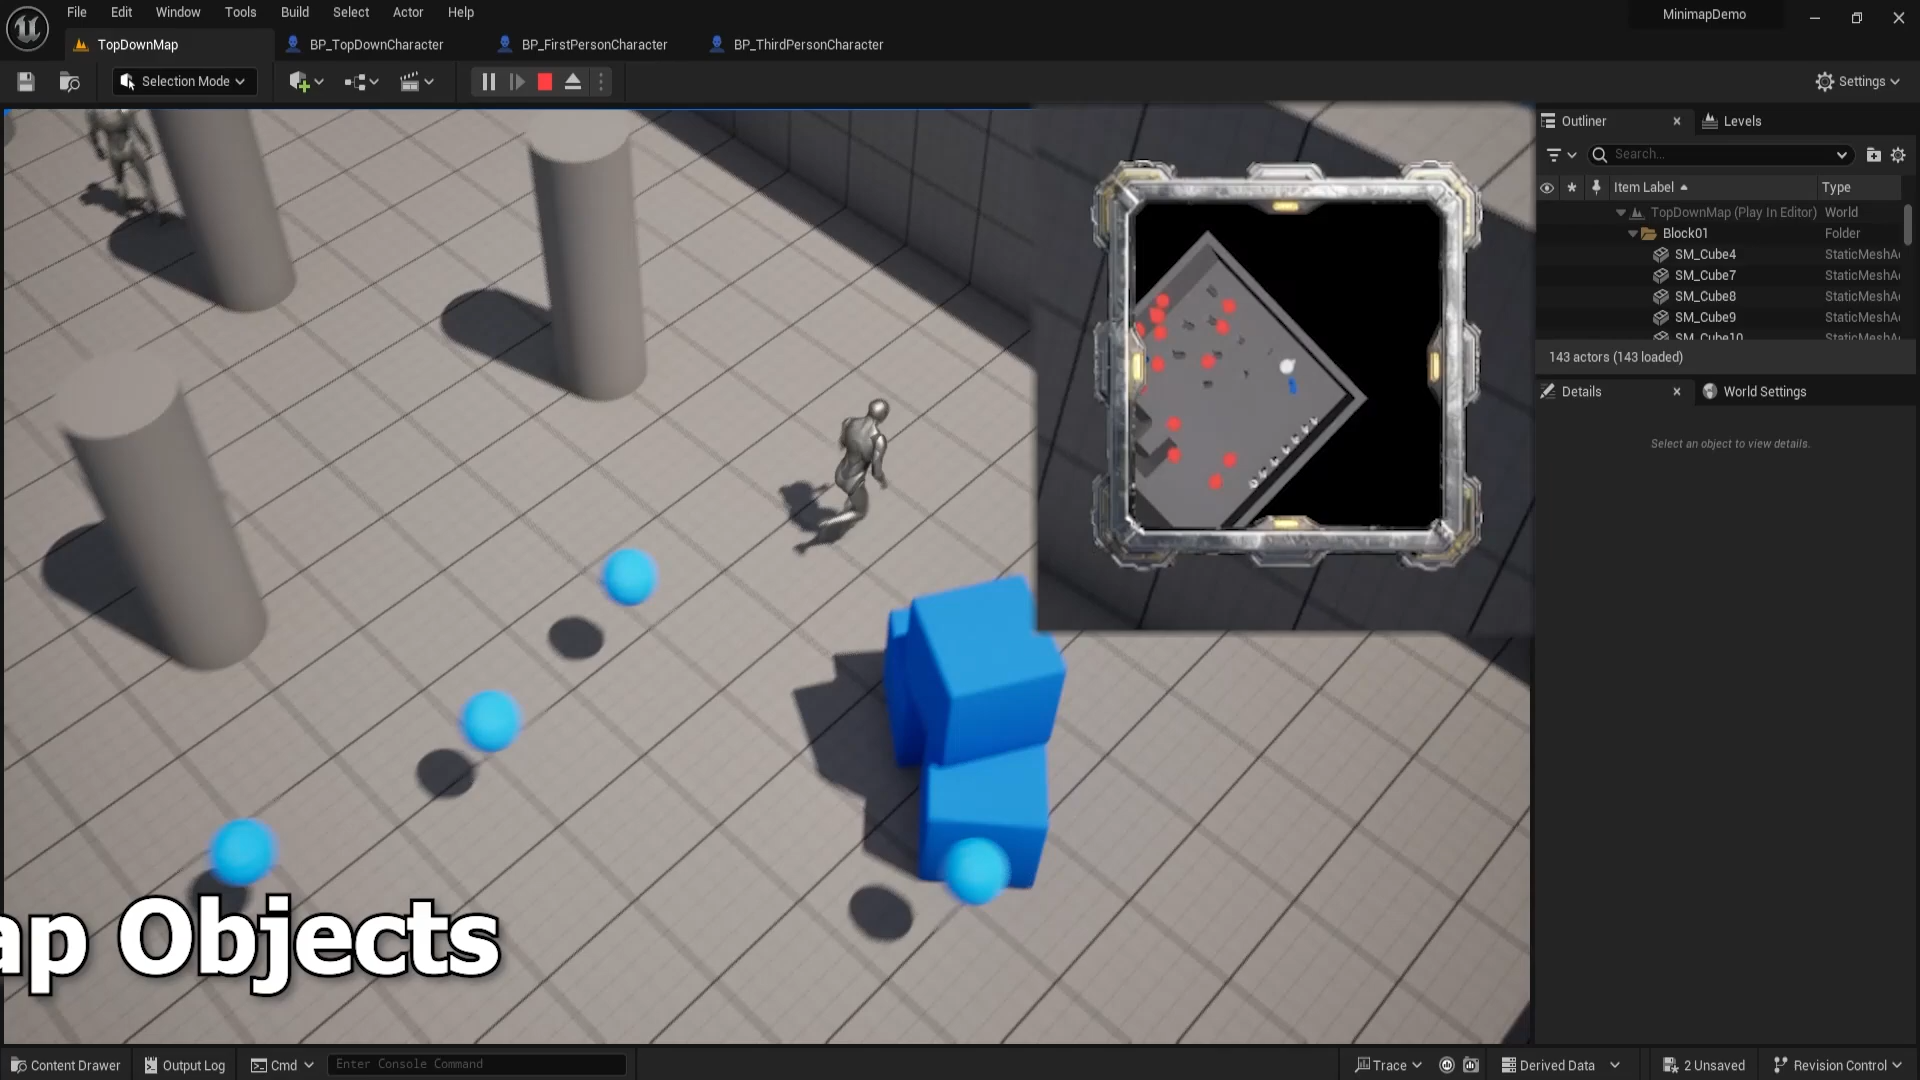 File Edit Window Tools Build Select Actor Help
MinimapDemo
TopDownMap
BP_TopDownCharacter
BP_FirstPersonCharacter
BP_ThirdPersonCharacter
Selection Mode
Settings
Outliner
Levels
Search...
Item Label
Type
TopDownMap (Play In Editor) World
Block01 Folder
SM_Cube4
SM_Cube7
SM_Cube8
SM_Cube9
SM_Cube10
143 actors (143 loaded)
Details
World Settings
Select an object to view details.
ap Objects
Content Drawer
Output Log
Cmd
Enter Console Command
Trace
Derived Data
2 Unsaved
Revision Control